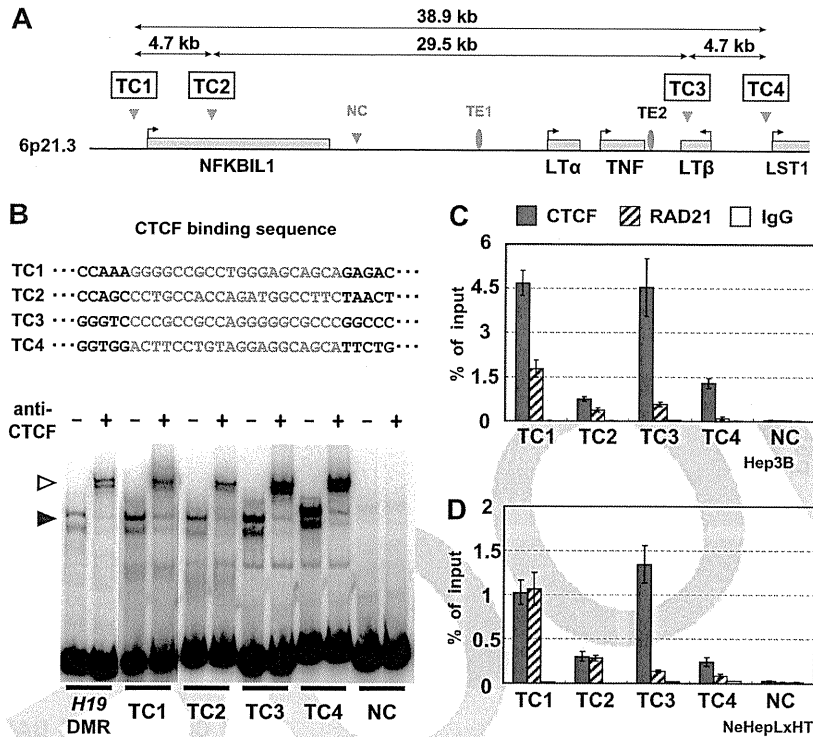 A
38.9 kb
4.7 kb
29.5 kb
4.7 kb
TC1
TC2
TC3
TC4
NC
TE1
TE2
6p21.3
NFKBIL1
LTα
TNF
LTβ
LST1
B
CTCF binding sequence
TC1 ···CCAAAGGGGCCGCCTGGGAGCAGCAGAGAC···
TC2 ···CCAGCCCTGCCACCAGATGGCCTTCTAACT···
TC3 ···GGGTCCCCGCCGCCAGGGGGCGCCCGGCCC···
TC4 ···GGTGGACTTCCTGTAGGAGGCAGCATTCTG···
anti-
CTCF
− + − + − + − + − + − +
H19
DMR
TC1
TC2
TC3
TC4
NC
C
CTCF
RAD21
IgG
% of input
6
4.5
3
1.5
0
TC1
TC2
TC3
TC4
NC
Hep3B
D
% of input
2
1.5
1
0.5
0
TC1
TC2
TC3
TC4
NC
NeHepLxHT